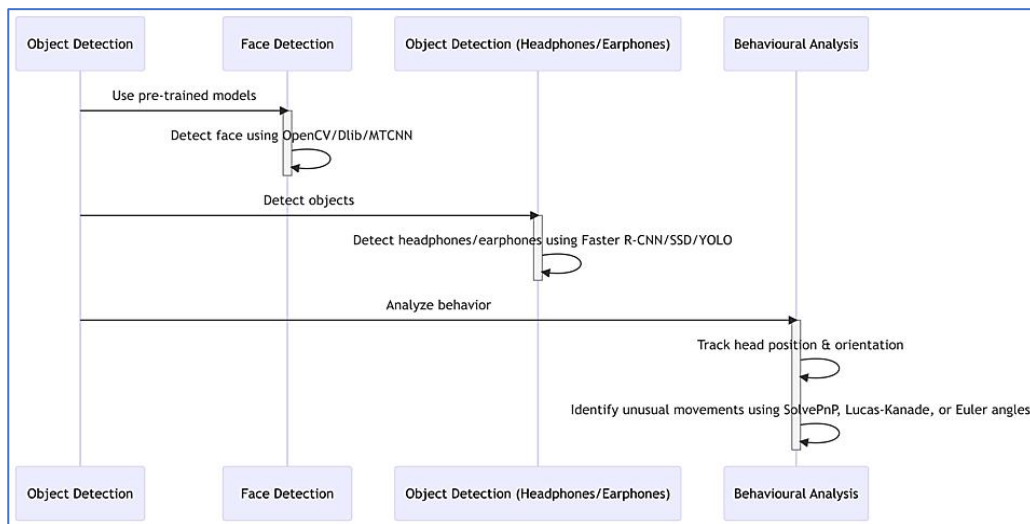 Object Detection
Face Detection
Object Detection (Headphones/Earphones)
Behavioural Analysis
Use pre-trained models
Detect face using OpenCV/Dlib/MTCNN
Detect objects
Detect headphones/earphones using Faster R-CNN/SSD/YOLO
Analyze behavior
Track head position & orientation
Identify unusual movements using SolvePnP, Lucas-Kanade, or Euler angles
Object Detection
Face Detection
Object Detection (Headphones/Earphones)
Behavioural Analysis